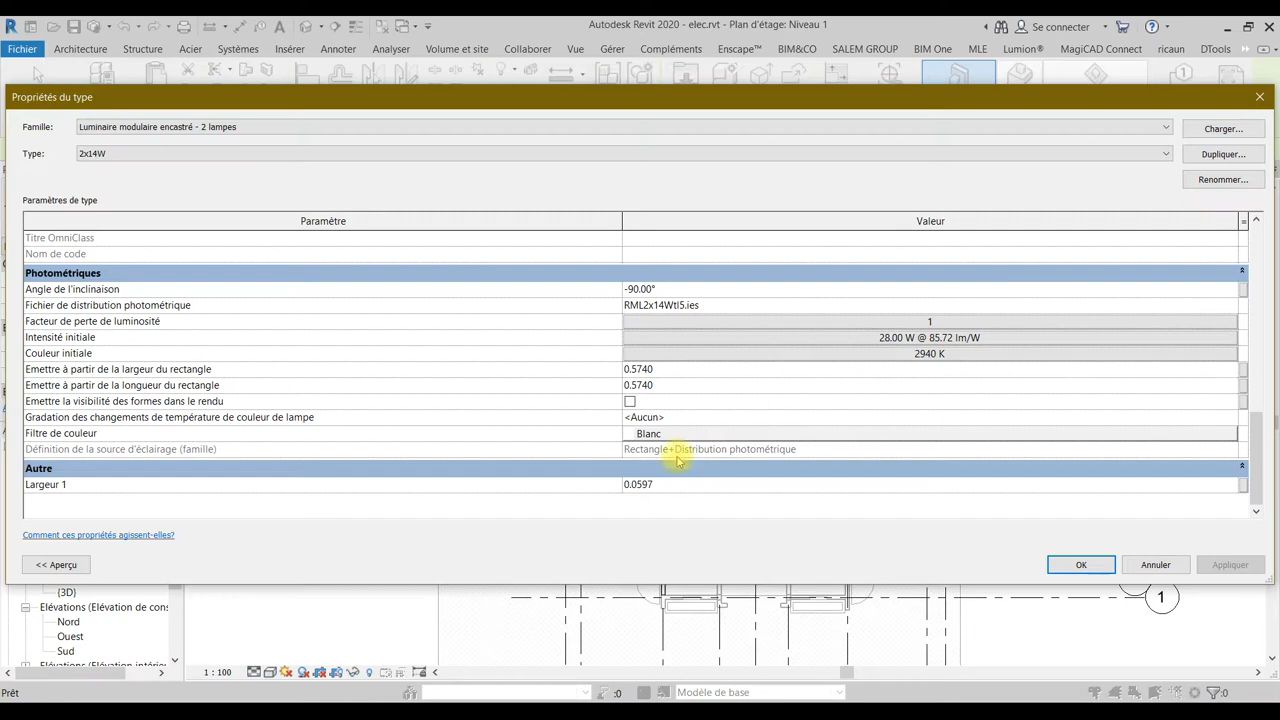 Autodesk Revit 2020 - elec.rvt - Plan d'étage: Niveau 1
Se connecter
Fichier Architecture Structure Acier Systèmes Insérer Annoter Analyser Volume et site Collaborer Vue Gérer Compléments Enscape™ BIM&CO SALEM GROUP BIM One MLE Lumion® MagiCAD Connect ricaun DTools
Propriétés du type
Famille: Luminaire modulaire encastré - 2 lampes Charger...
Type: 2x14W Dupliquer...
Renommer...
Paramètres de type
Paramètre Valeur =
Titre OmniClass
Nom de code
Photométriques
Angle de l'inclinaison -90.00°
Fichier de distribution photométrique RML2x14Wtl5.ies
Facteur de perte de luminosité 1
Intensité initiale 28.00 W @ 85.72 lm/W
Couleur initiale 2940 K
Emettre à partir de la largeur du rectangle 0.5740
Emettre à partir de la longueur du rectangle 0.5740
Emettre la visibilité des formes dans le rendu
Gradation des changements de température de couleur de lampe <Aucun>
Filtre de couleur Blanc
Définition de la source d'éclairage (famille) Rectangle+Distribution photométrique
Autre
Largeur 1 0.0597
Comment ces propriétés agissent-elles?
<< Aperçu OK Annuler Appliquer
{3D}
Elévations (Elévation de cons
Nord
Ouest
Sud
Elévations (Elévation intérieu
1
1 : 100
Prêt :0 Modèle de base :0